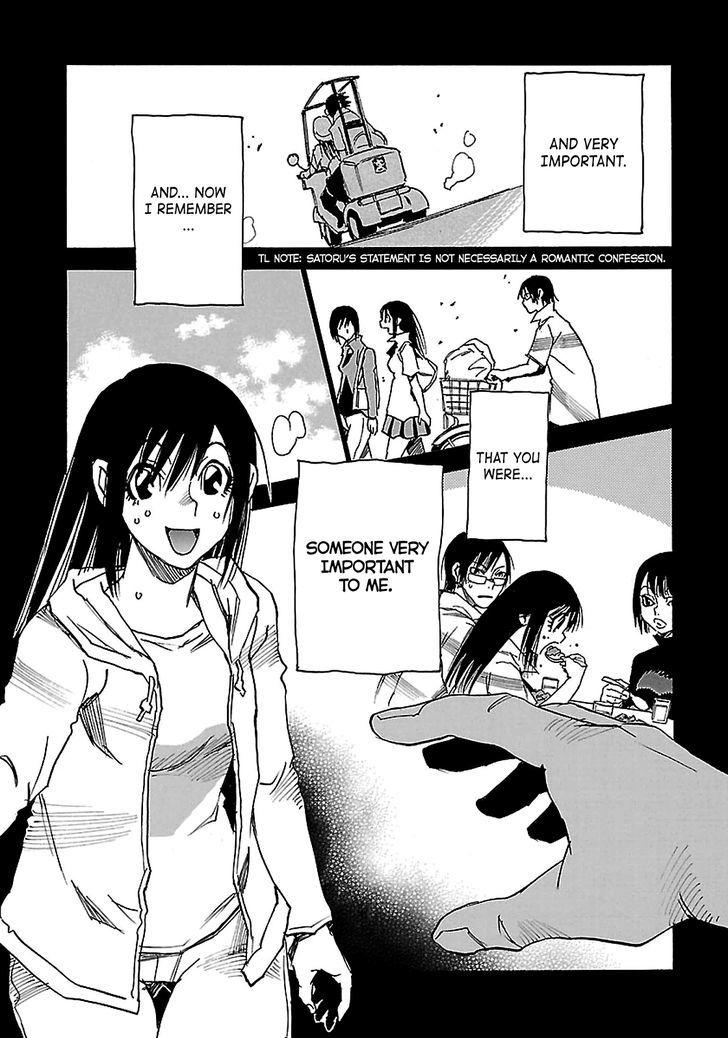 AND VERY
IMPORTANT.
AND... NOW
I REMEMBER
...
TL NOTE: SATORU'S STATEMENT IS NOT NECESSARILY A ROMANTIC CONFESSION.
THAT YOU
WERE...
SOMEONE VERY
IMPORTANT
TO ME.